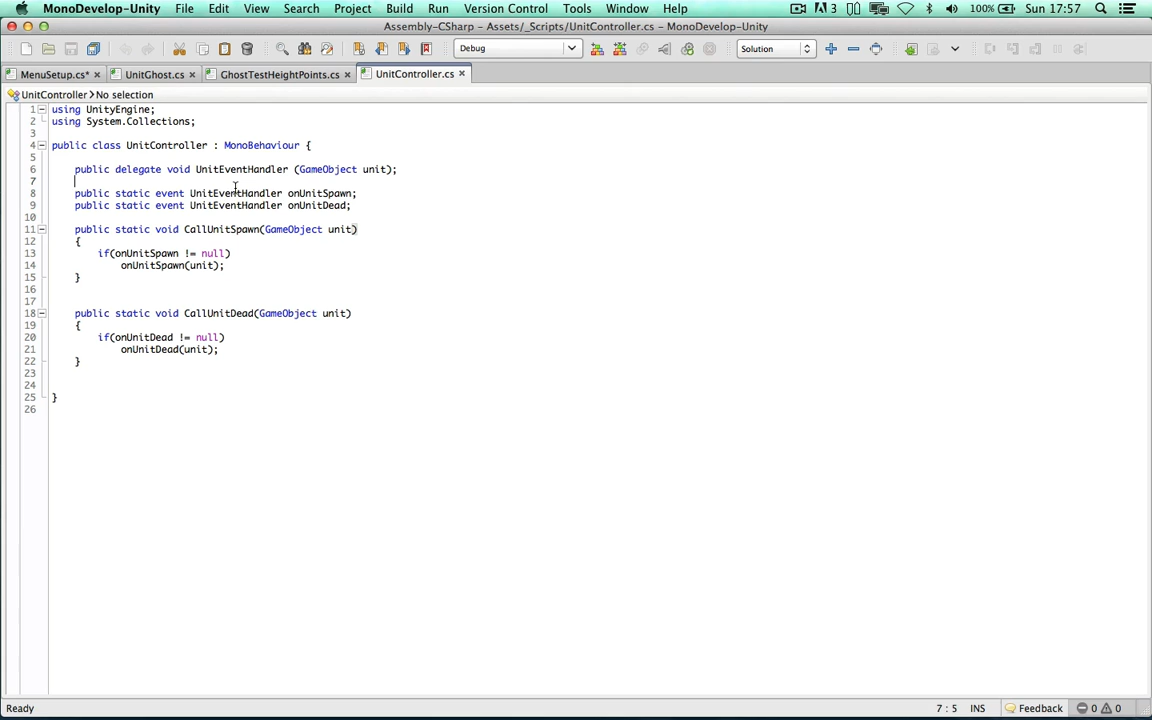 MonoDevelop-Unity File Edit View Search Project Build Run Version Control Tools Window Help 3 100% Sun 17:57
Assembly-CSharp – Assets/_Scripts/UnitController.cs – MonoDevelop-Unity
Debug Solution
MenuSetup.cs* × UnitGhost.cs × GhostTestHeightPoints.cs × UnitController.cs ×
UnitController > No selection
1 using UnityEngine;
2 using System.Collections;
3
4 public class UnitController : MonoBehaviour {
5
6 public delegate void UnitEventHandler (GameObject unit);
7
8 public static event UnitEventHandler onUnitSpawn;
9 public static event UnitEventHandler onUnitDead;
10
11 public static void CallUnitSpawn(GameObject unit)
12 {
13 if(onUnitSpawn != null)
14 onUnitSpawn(unit);
15 }
16
17
18 public static void CallUnitDead(GameObject unit)
19 {
20 if(onUnitDead != null)
21 onUnitDead(unit);
22 }
23
24
25 }
26
Ready 7 : 5 INS Feedback 0 0